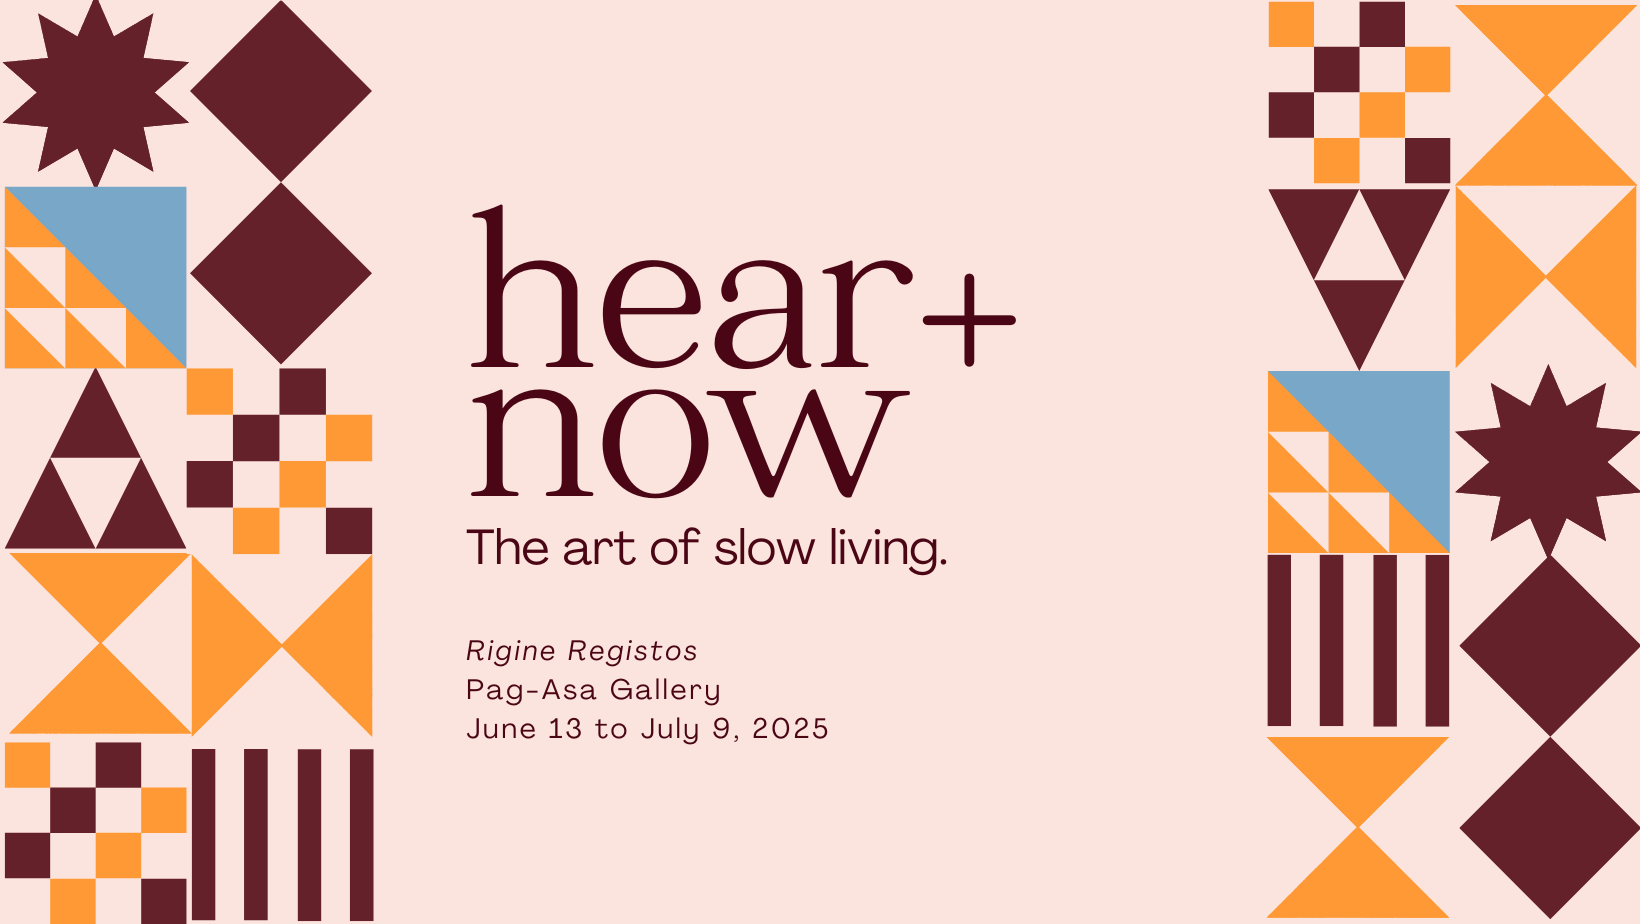 hear+
now
The art of slow living.
Rigine Registos
Pag-Asa Gallery
June 13 to July 9, 2025